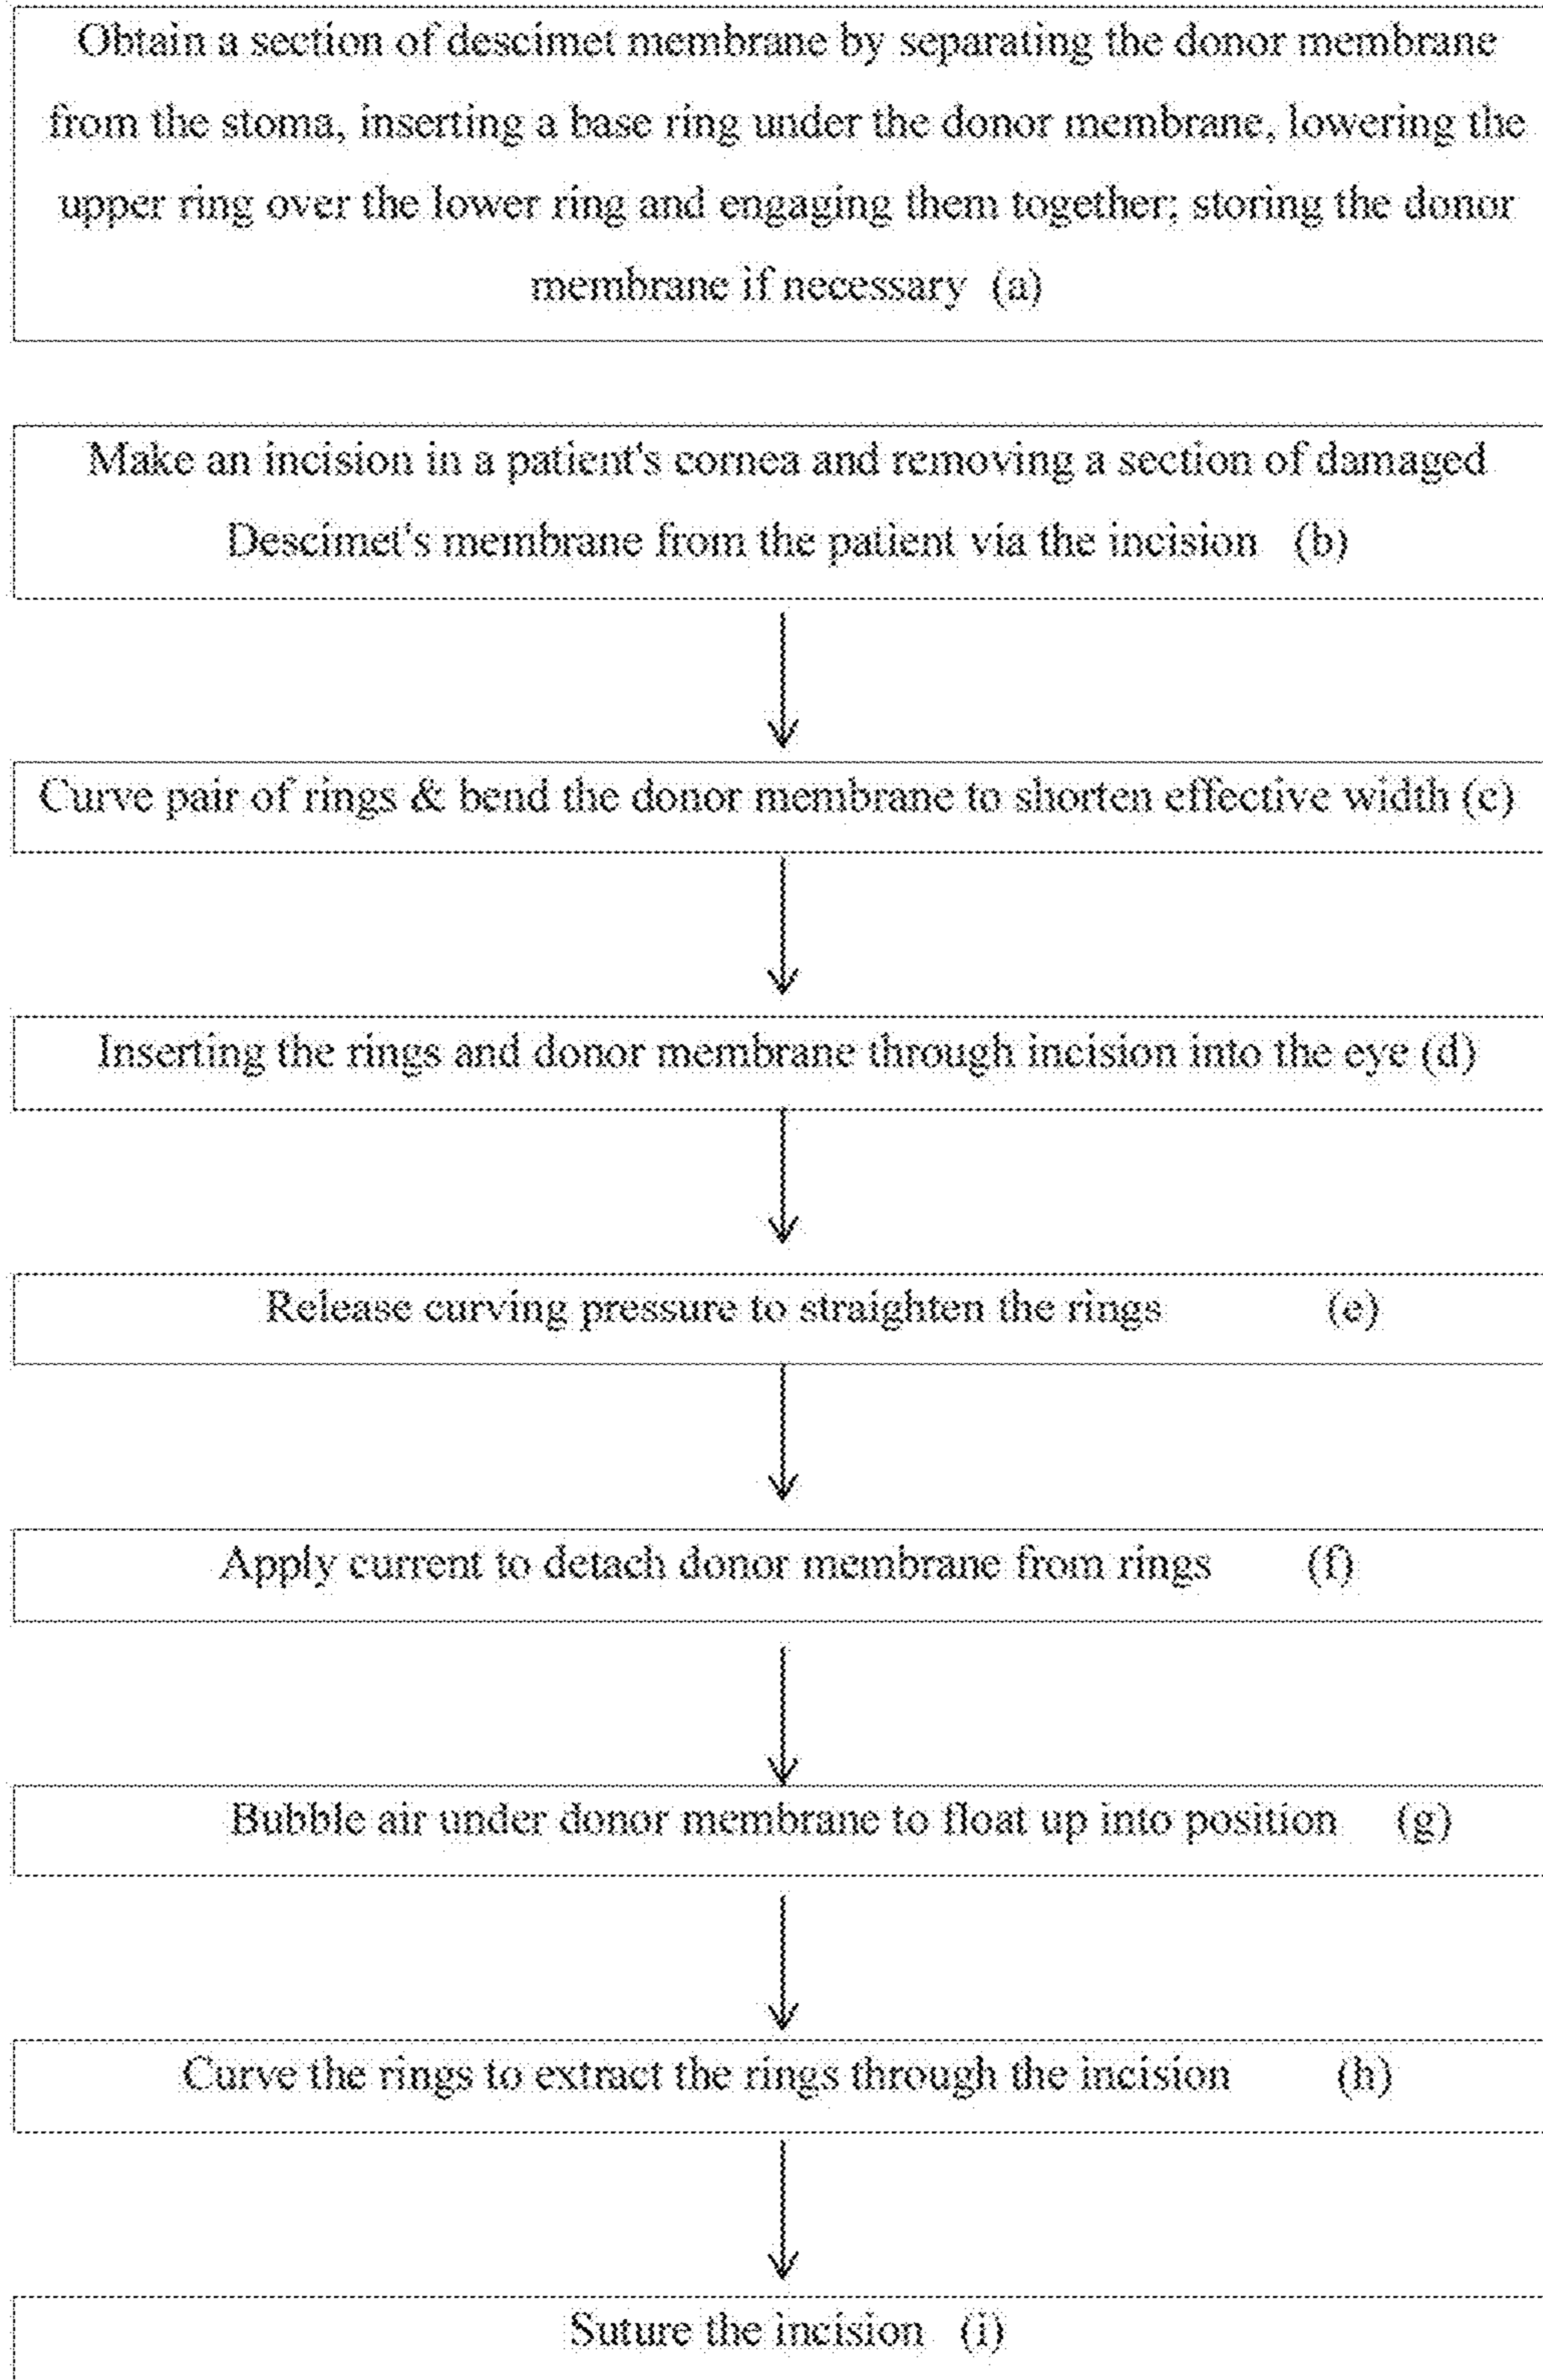 Obtain a section of descimet membrane by separating the donor membrane
from the stoma, inserting a base ring under the donor membrane, lowering the
upper ring over the lower ring and engaging them together; storing the donor
membrane if necessary (a)
Make an incision in a patient's cornea and removing a section of damaged
Descimet's membrane from the patient via the incision (b)
Curve pair of rings & bend the donor membrane to shorten effective width (c)
Inserting the rings and donor membrane through incision into the eye (d)
Release curving pressure to straighten the rings (e)
Apply current to detach donor membrane from rings (f)
Bubble air under donor membrane to float up into position (g)
Curve the rings to extract the rings through the incision (h)
Suture the incision (i)